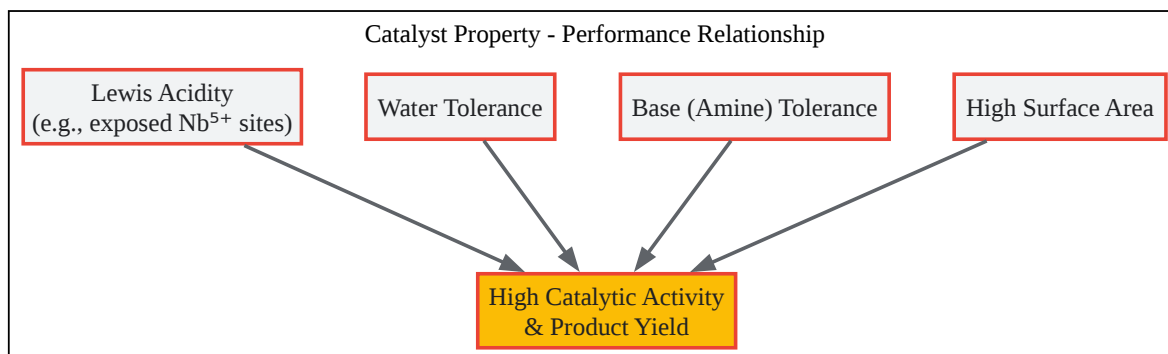 Catalyst Property - Performance Relationship
Lewis Acidity
(e.g., exposed Nb⁵⁺ sites)
Water Tolerance
Base (Amine) Tolerance
High Surface Area
High Catalytic Activity
& Product Yield